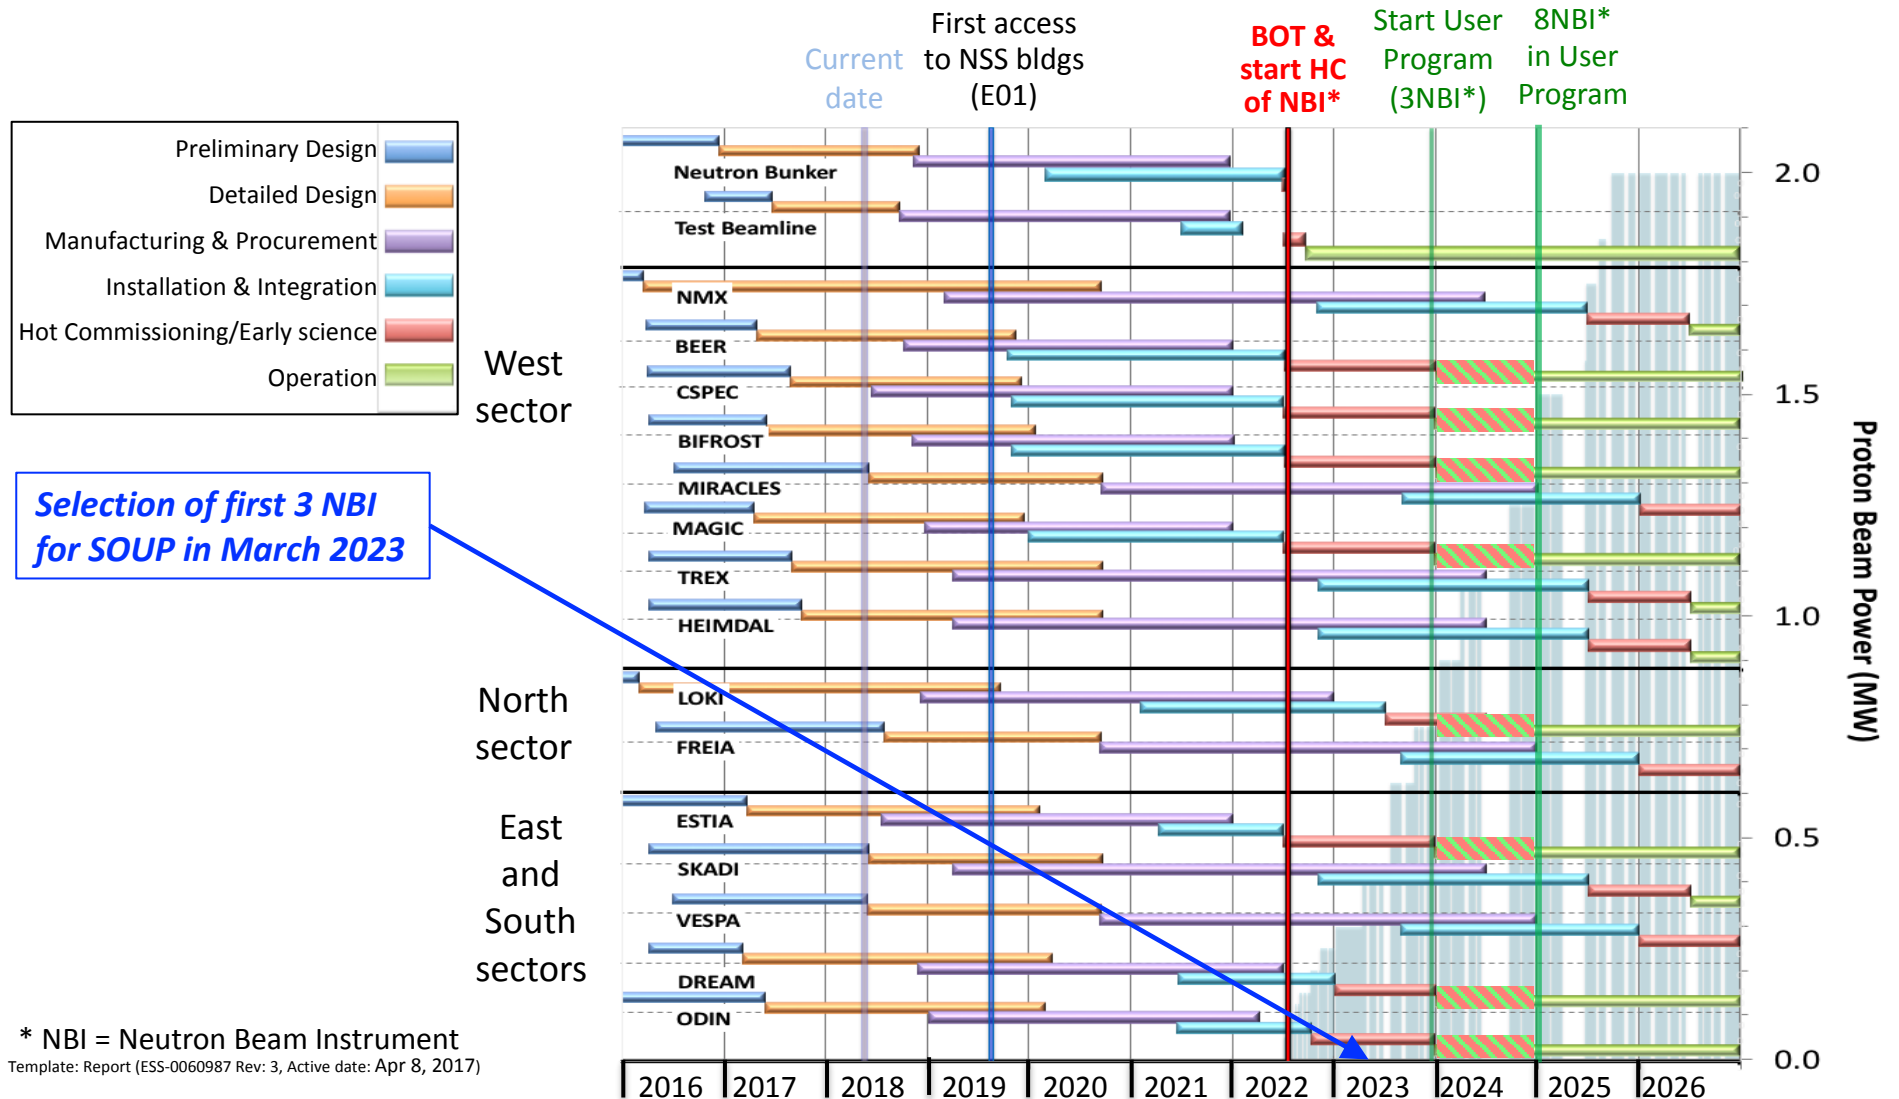 Current
date
First access
to NSS bldgs
(E01)
BOT &
start HC
of NBI*
Start User
Program
(3NBI*)
8NBI*
in User
Program
Preliminary Design
Detailed Design
Manufacturing & Procurement
Installation & Integration
Hot Commissioning/Early science
Operation
West
sector
Selection of first 3 NBI
for SOUP in March 2023
North
sector
East
and
South
sectors
Neutron Bunker
Test Beamline
NMX
BEER
CSPEC
BIFROST
MIRACLES
MAGIC
TREX
HEIMDAL
LOKI
FREIA
ESTIA
SKADI
VESPA
DREAM
ODIN
2.0
1.5
1.0
0.5
0.0
Proton Beam Power (MW)
2016 2017 2018 2019 2020 2021 2022 2023 2024 2025 2026
* NBI = Neutron Beam Instrument
Template: Report (ESS-0060987 Rev: 3, Active date: Apr 8, 2017)